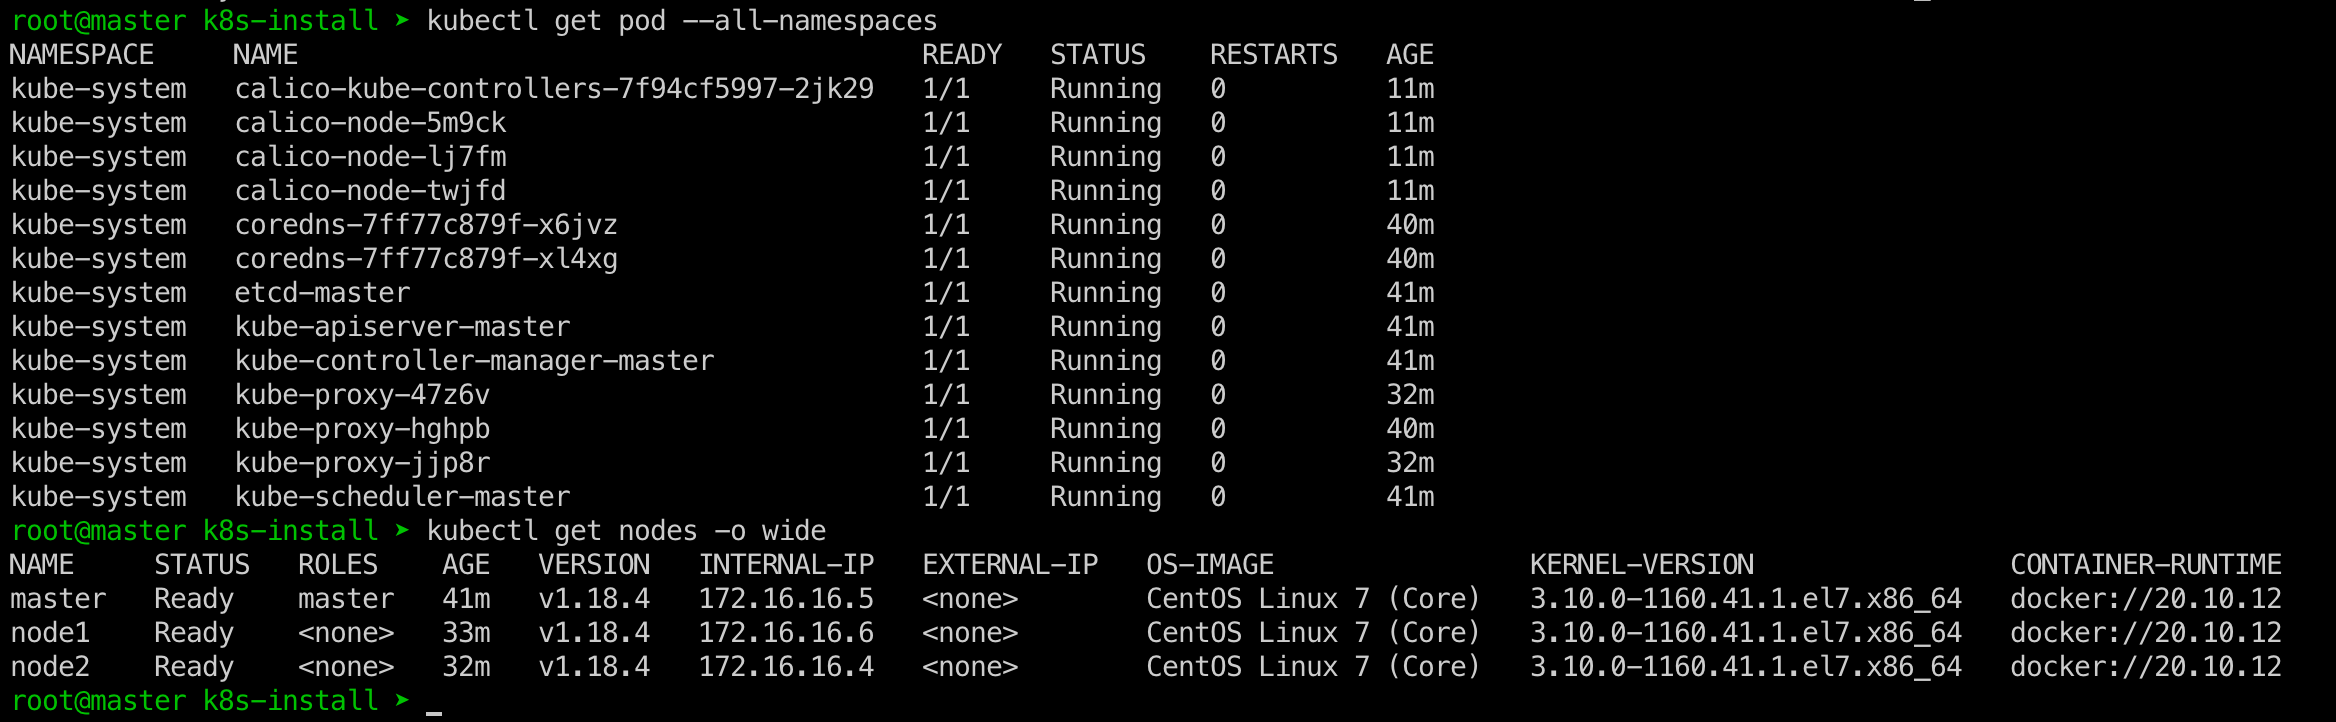 root@master k8s-install ➤ kubectl get pod --all-namespaces
NAMESPACE     NAME                                       READY   STATUS    RESTARTS   AGE
kube-system   calico-kube-controllers-7f94cf5997-2jk29   1/1     Running   0          11m
kube-system   calico-node-5m9ck                          1/1     Running   0          11m
kube-system   calico-node-lj7fm                          1/1     Running   0          11m
kube-system   calico-node-twjfd                          1/1     Running   0          11m
kube-system   coredns-7ff77c879f-x6jvz                   1/1     Running   0          40m
kube-system   coredns-7ff77c879f-xl4xg                   1/1     Running   0          40m
kube-system   etcd-master                                1/1     Running   0          41m
kube-system   kube-apiserver-master                      1/1     Running   0          41m
kube-system   kube-controller-manager-master             1/1     Running   0          41m
kube-system   kube-proxy-47z6v                           1/1     Running   0          32m
kube-system   kube-proxy-hghpb                           1/1     Running   0          40m
kube-system   kube-proxy-jjp8r                           1/1     Running   0          32m
kube-system   kube-scheduler-master                      1/1     Running   0          41m
root@master k8s-install ➤ kubectl get nodes -o wide
NAME     STATUS   ROLES    AGE   VERSION   INTERNAL-IP   EXTERNAL-IP   OS-IMAGE                KERNEL-VERSION                CONTAINER-RUNTIME
master   Ready    master   41m   v1.18.4   172.16.16.5   <none>        CentOS Linux 7 (Core)   3.10.0-1160.41.1.el7.x86_64   docker://20.10.12
node1    Ready    <none>   33m   v1.18.4   172.16.16.6   <none>        CentOS Linux 7 (Core)   3.10.0-1160.41.1.el7.x86_64   docker://20.10.12
node2    Ready    <none>   32m   v1.18.4   172.16.16.4   <none>        CentOS Linux 7 (Core)   3.10.0-1160.41.1.el7.x86_64   docker://20.10.12
root@master k8s-install ➤ _